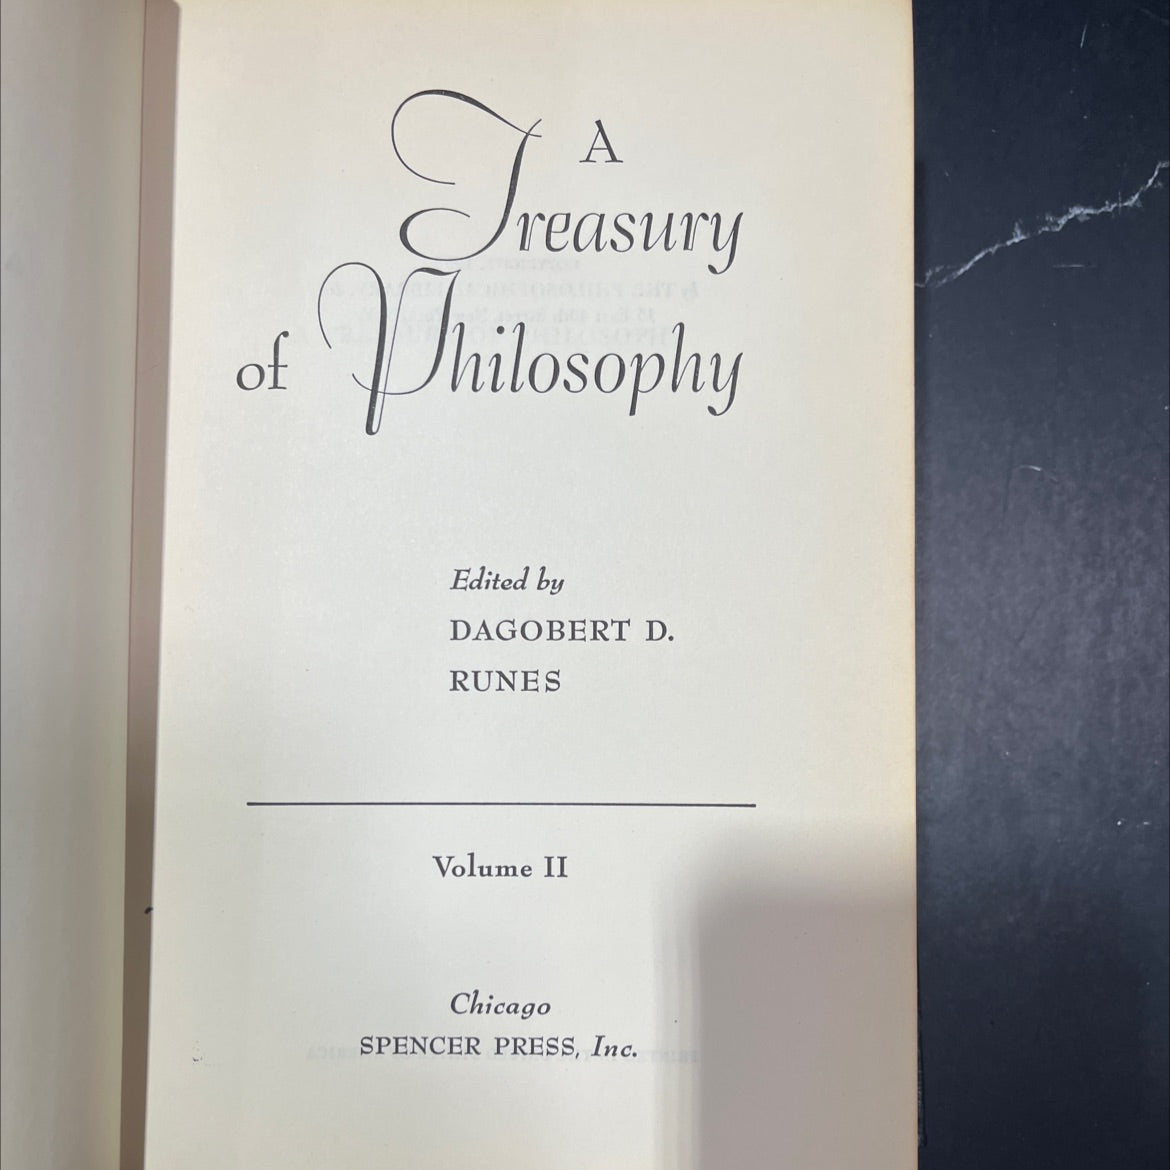 A
Treasury
of Philosophy
Edited by
DAGOBERT D.
RUNES
Volume II
Chicago
SPENCER PRESS, Inc.